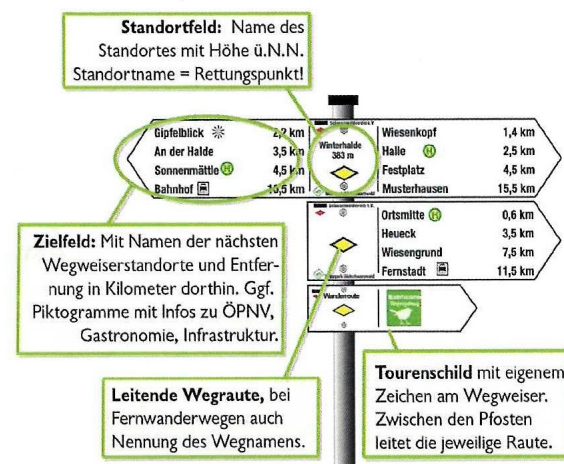 Standortfeld: Name des
Standortes mit Höhe ü.N.N.
Standortname = Rettungspunkt!
Gipfelblick 2,2 km
An der Halde 3,5 km
Sonnenmättle H 4,5 km
Bahnhof 10,5 km
Winterhalde
383 m
Wiesenkopf 1,4 km
Halle H 2,5 km
Festplatz 4,5 km
Musterhausen 15,5 km
Ortsmitte H 0,6 km
Heueck 3,5 km
Wiesengrund 7,5 km
Fernstadt 11,5 km
Wanderroute
Zielfeld: Mit Namen der nächsten
Wegweiserstandorte und Entfer-
nung in Kilometer dorthin. Ggf.
Piktogramme mit Infos zu ÖPNV,
Gastronomie, Infrastruktur.
Leitende Wegraute, bei
Fernwanderwegen auch
Nennung des Wegnamens.
Tourenschild mit eigenem
Zeichen am Wegweiser.
Zwischen den Pfosten
leitet die jeweilige Raute.